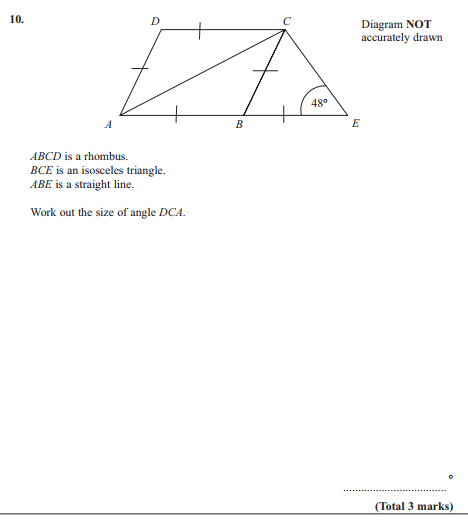 10.
D
C
Diagram NOT
accurately drawn
48°
A
B
E
ABCD is a rhombus.
BCE is an isosceles triangle.
ABE is a straight line.
Work out the size of angle DCA.
..................................°
(Total 3 marks)